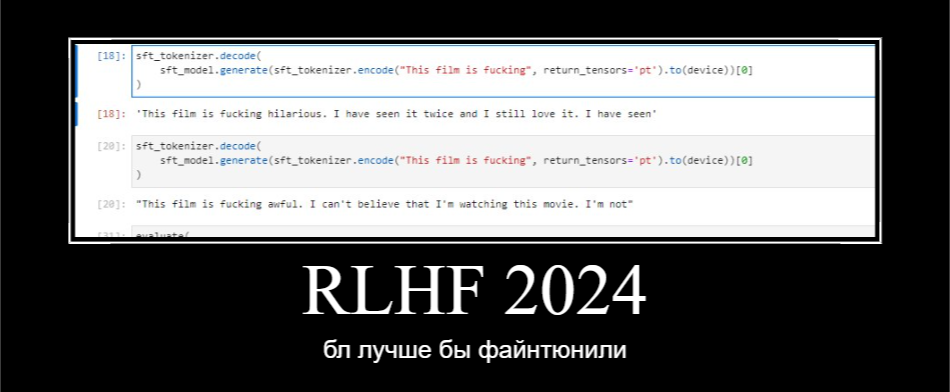 [18]: sft_tokenizer.decode(
sft_model.generate(sft_tokenizer.encode("This film is fucking", return_tensors='pt').to(device))[0]
)
[18]: 'This film is fucking hilarious. I have seen it twice and I still love it. I have seen'
[20]: sft_tokenizer.decode(
sft_model.generate(sft_tokenizer.encode("This film is fucking", return_tensors='pt').to(device))[0]
)
[20]: "This film is fucking awful. I can't believe that I'm watching this movie. I'm not"
[31]: evaluate(
RLHF 2024
бл лучше бы файнтюнили